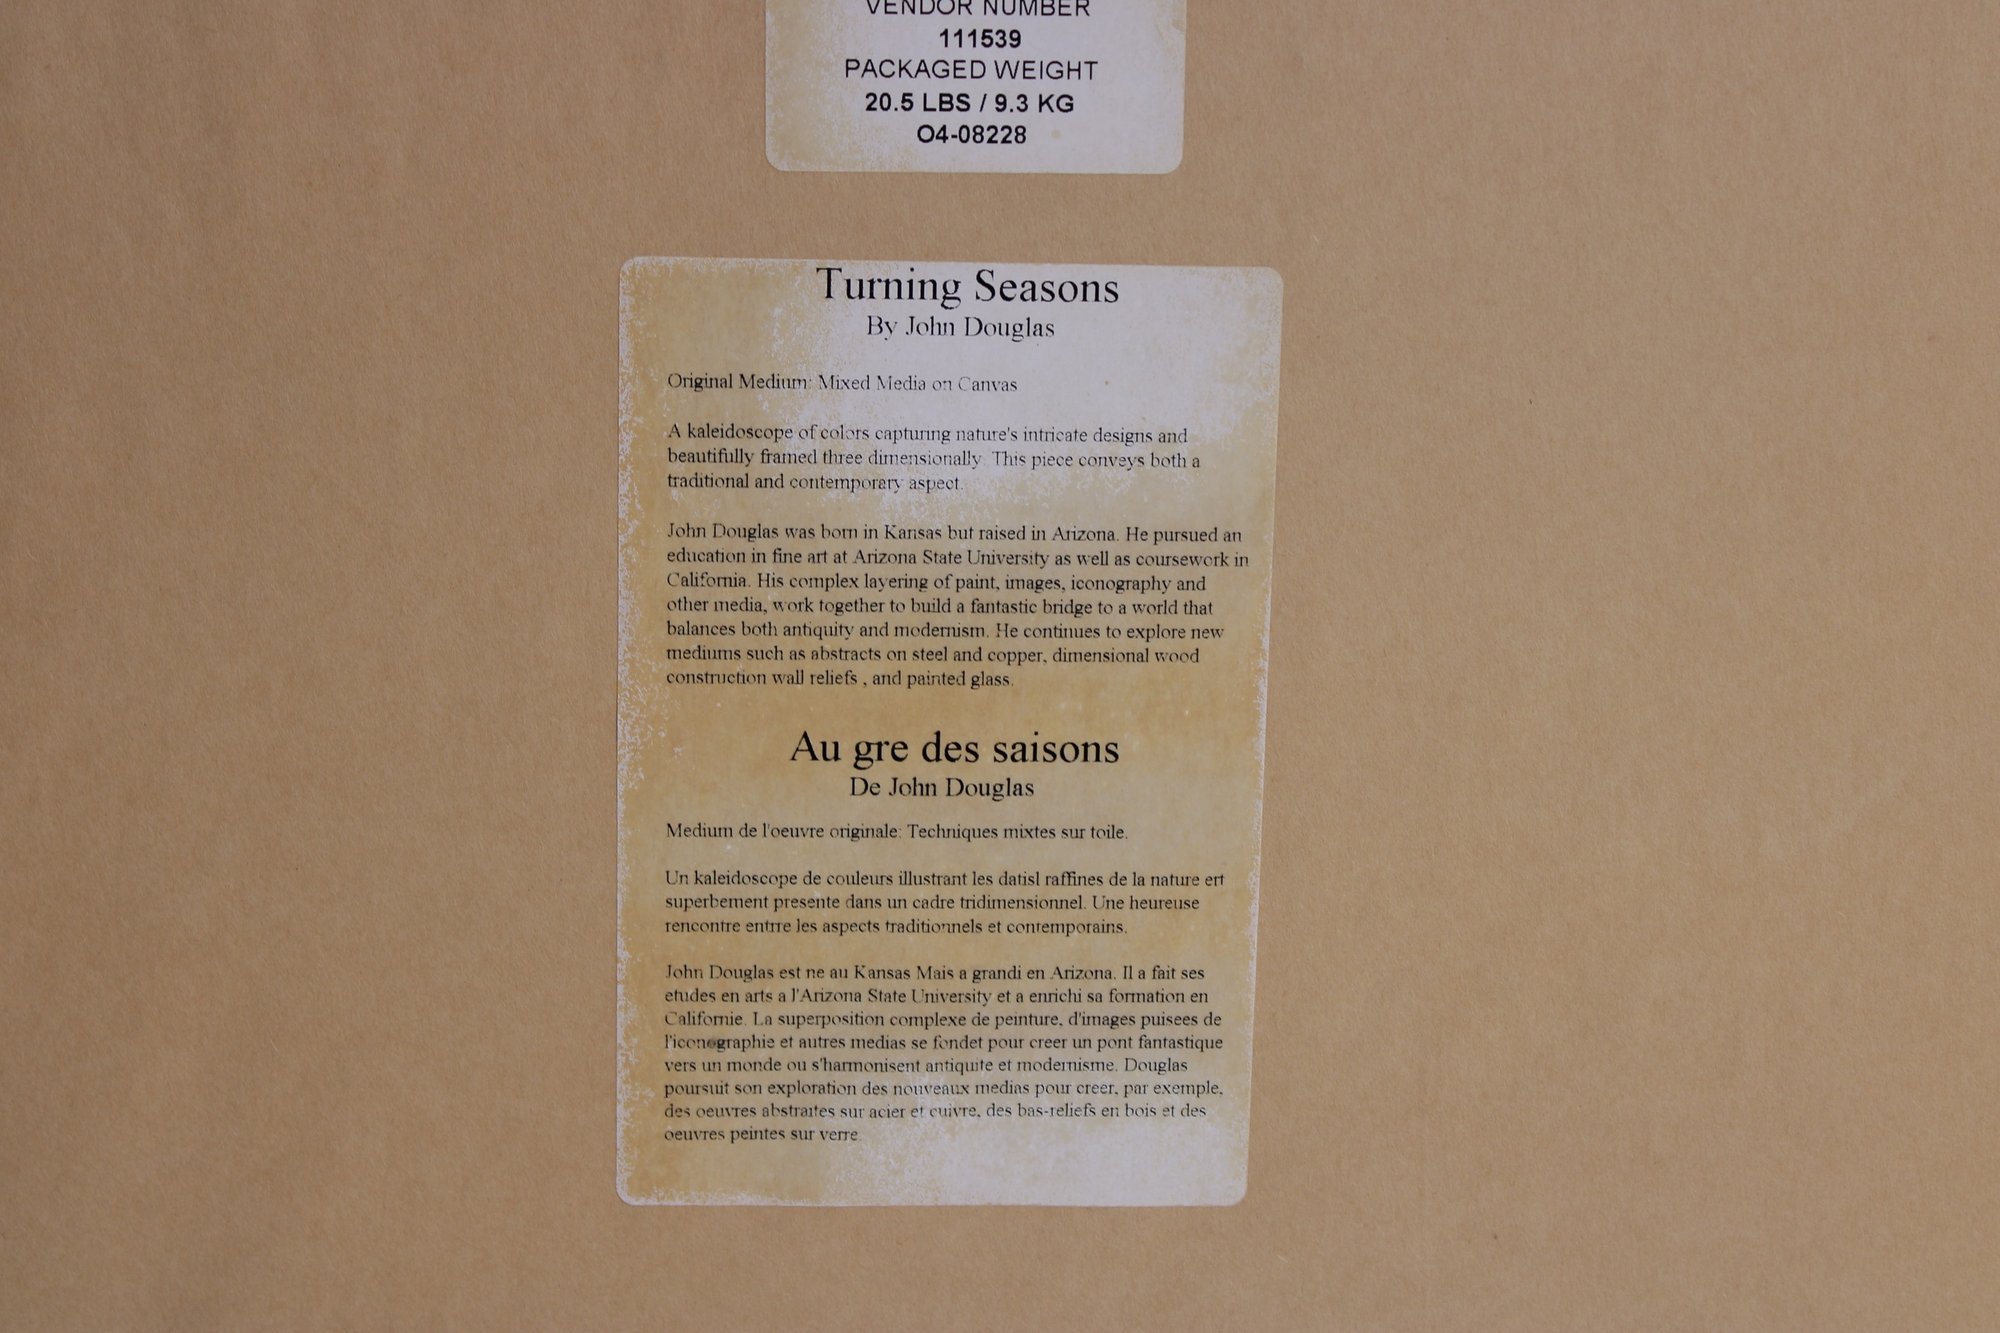 VENDOR NUMBER
111539
PACKAGED WEIGHT
20.5 LBS / 9.3 KG
O4-08228
Turning Seasons
By John Douglas
Original Medium: Mixed Media on Canvas
A kaleidoscope of colors capturing nature's intricate designs and
beautifully framed three dimensionally. This piece conveys both a
traditional and contemporary aspect.
John Douglas was born in Kansas but raised in Arizona. He pursued an
education in fine art at Arizona State University as well as coursework in
California. His complex layering of paint, images, iconography and
other media, work together to build a fantastic bridge to a world that
balances both antiquity and modernism. He continues to explore new
mediums such as abstracts on steel and copper, dimensional wood
construction wall reliefs , and painted glass.
Au gre des saisons
De John Douglas
Medium de l'oeuvre originale: Techniques mixtes sur toile.
Un kaleidoscope de couleurs illustrant les datisl raffines de la nature ert
superbement presente dans un cadre tridimensionnel. Une heureuse
rencontre entrre les aspects traditionnels et contemporains.
John Douglas est ne au Kansas Mais a grandi en Arizona. Il a fait ses
etudes en arts a l'Arizona State University et a enrichi sa formation en
Californie. La superposition complexe de peinture, d'images puisees de
l'iconographie et autres medias se fondet pour creer un pont fantastique
vers un monde ou s'harmonisent antiquite et modernisme. Douglas
poursuit son exploration des nouveaux medias pour creer, par exemple,
des oeuvres abstraites sur acier et cuivre, des bas-reliefs en bois et des
oeuvres peintes sur verre.